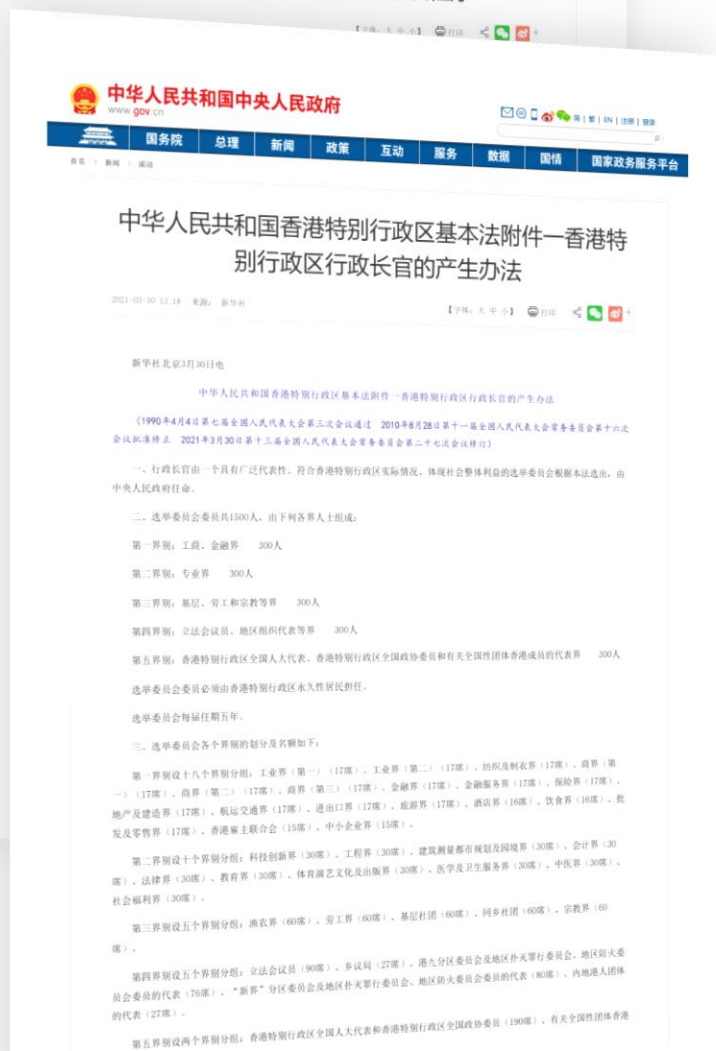 【字体：大 中 小】 打印 +
中华人民共和国中央人民政府
www.gov.cn
简 | 繁 | EN | 注册 | 登录
国务院 总理 新闻 政策 互动 服务 数据 国情 国家政务服务平台
首页 > 新闻 > 滚动
中华人民共和国香港特别行政区基本法附件一香港特
别行政区行政长官的产生办法
2021-03-30 13:18 来源： 新华社
【字体：大 中 小】 打印 +
新华社北京3月30日电
中华人民共和国香港特别行政区基本法附件一香港特别行政区行政长官的产生办法
（1990年4月4日第七届全国人民代表大会第三次会议通过 2010年8月28日第十一届全国人民代表大会常务委员会第十六次
会议批准修正 2021年3月30日第十三届全国人民代表大会常务委员会第二十七次会议修订）
一、行政长官由一个具有广泛代表性、符合香港特别行政区实际情况、体现社会整体利益的选举委员会根据本法选出，由
中央人民政府任命。
二、选举委员会委员共1500人，由下列各界人士组成：
第一界别：工商、金融界 300人
第二界别：专业界 300人
第三界别：基层、劳工和宗教等界 300人
第四界别：立法会议员、地区组织代表等界 300人
第五界别：香港特别行政区全国人大代表、香港特别行政区全国政协委员和有关全国性团体香港成员的代表界 300人
选举委员会委员必须由香港特别行政区永久性居民担任。
选举委员会每届任期五年。
三、选举委员会各个界别的划分及名额如下：
第一界别设十八个界别分组：工业界（第一）（17席）、工业界（第二）（17席）、纺织及制衣界（17席）、商界（第
一）（17席）、商界（第二）（17席）、商界（第三）（17席）、金融界（17席）、金融服务界（17席）、保险界（17席）、
地产及建造界（17席）、航运交通界（17席）、进出口界（17席）、旅游界（17席）、酒店界（16席）、饮食界（16席）、批
发及零售界（17席）、香港雇主联合会（15席）、中小企业界（15席）。
第二界别设十个界别分组：科技创新界（30席）、工程界（30席）、建筑测量都市规划及园境界（30席）、会计界（30
席）、法律界（30席）、教育界（30席）、体育演艺文化及出版界（30席）、医学及卫生服务界（30席）、中医界（30席）、
社会福利界（30席）。
第三界别设五个界别分组：渔农界（60席）、劳工界（60席）、基层社团（60席）、同乡社团（60席）、宗教界（60
席）。
第四界别设五个界别分组：立法会议员（90席）、乡议局（27席）、港九分区委员会及地区扑灭罪行委员会、地区防火委
员会委员的代表（76席）、“新界”分区委员会及地区扑灭罪行委员会、地区防火委员会委员的代表（80席）、内地港人团体
的代表（27席）。
第五界别设两个界别分组：香港特别行政区全国人大代表和香港特别行政区全国政协委员（190席）、有关全国性团体香港